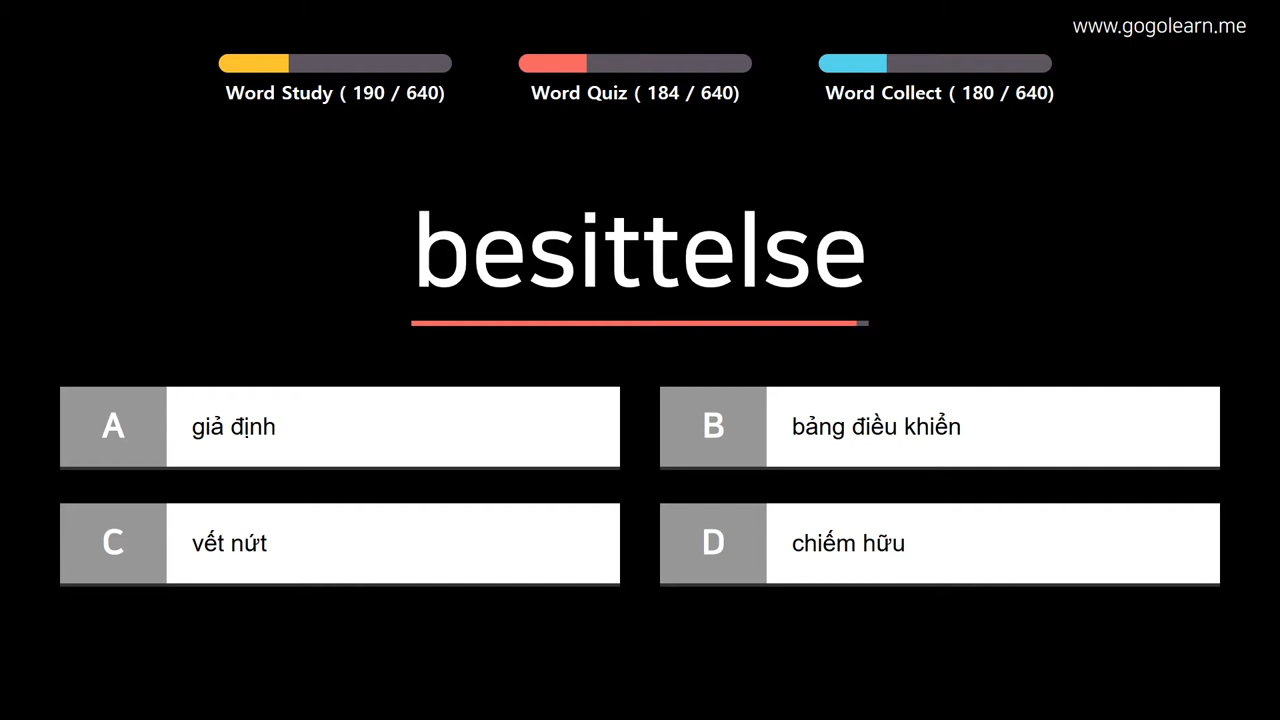 www.gogolearn.me
Word Study ( 190 / 640)
Word Quiz ( 184 / 640)
Word Collect ( 180 / 640)
besittelse
A
giả định
B
bảng điều khiển
C
vết nứt
D
chiếm hữu